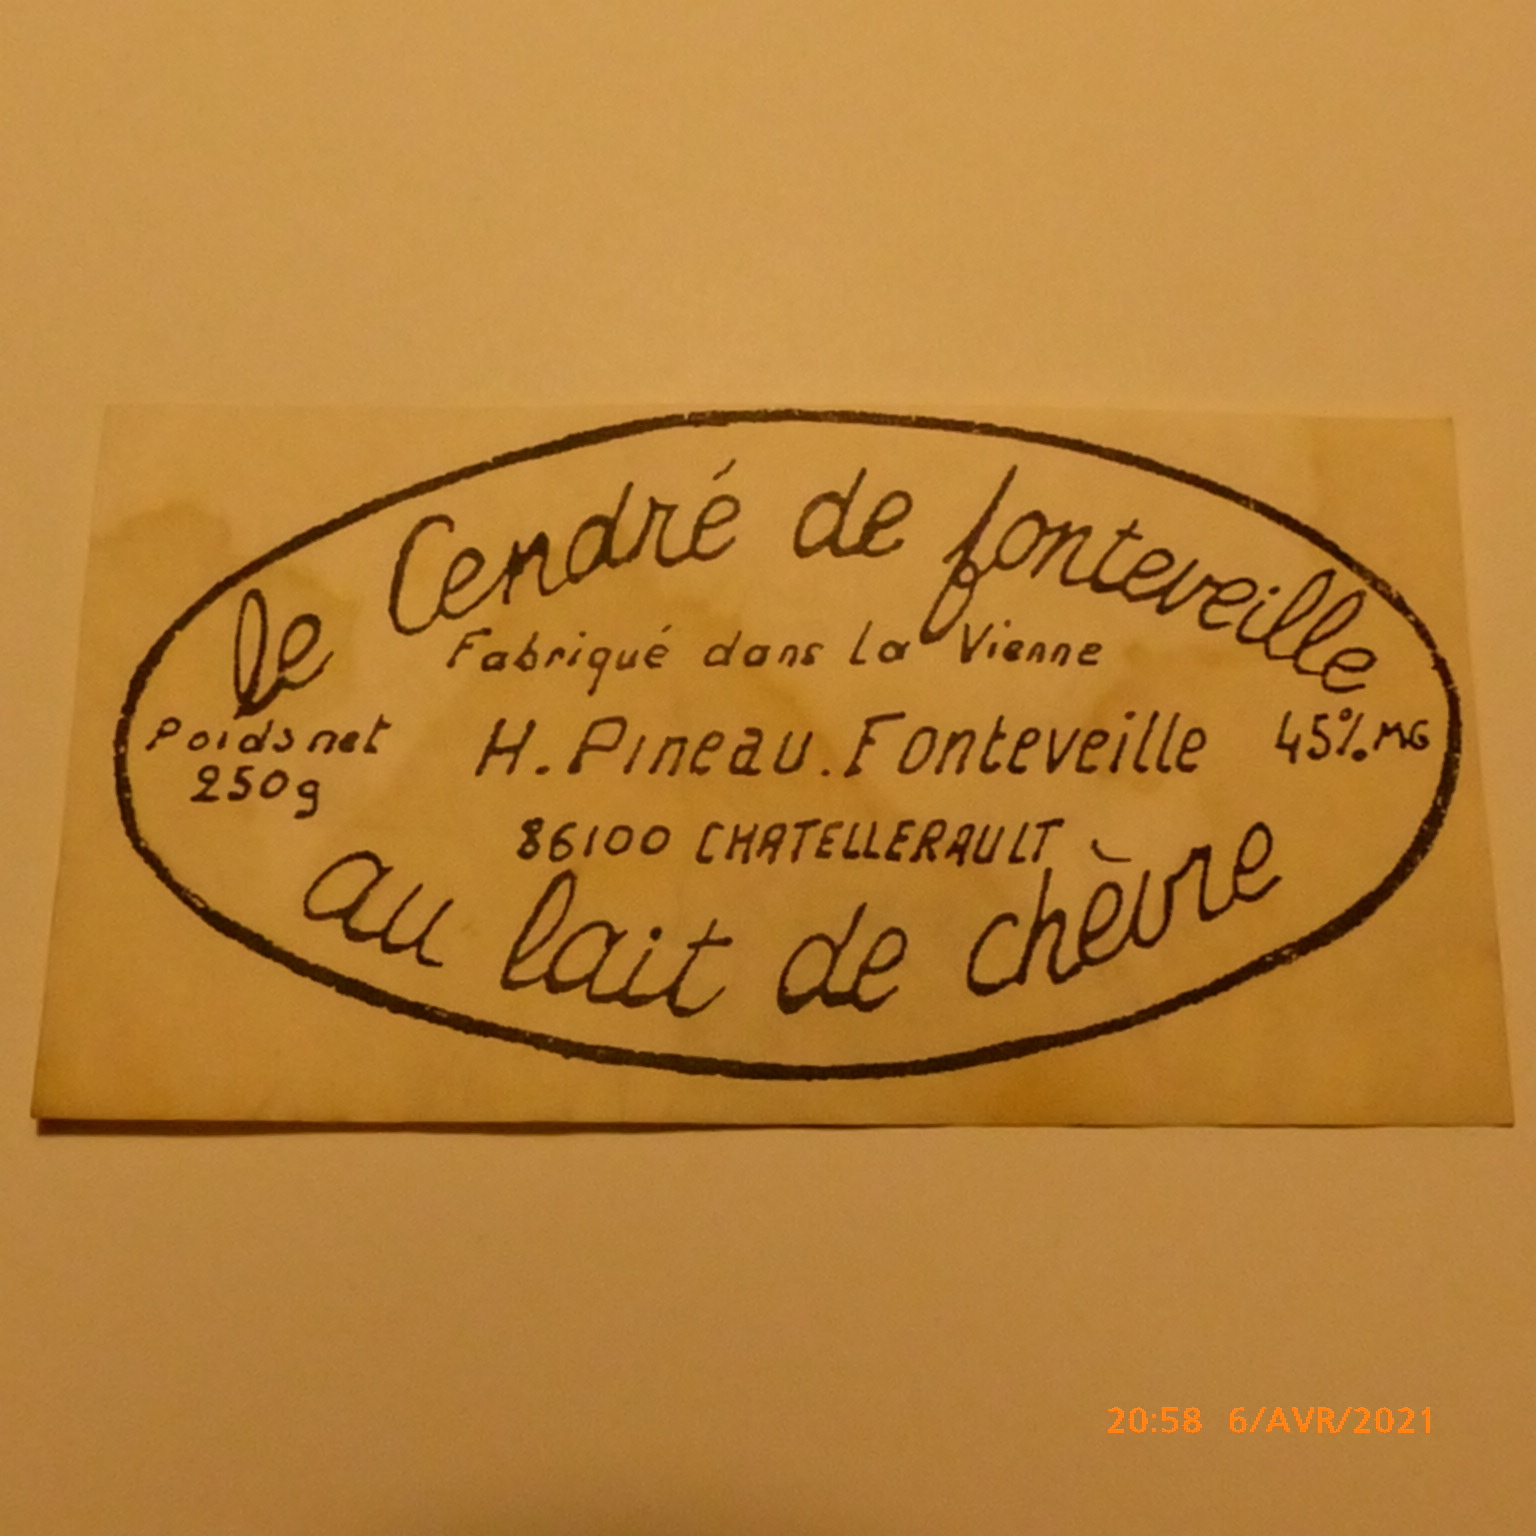 le Cendré de fonteveille
Fabriqué dans La Vienne
Poids net
250g
H. Pineau. Fonteveille
45% MG
86100 CHATELLERAULT
au lait de chèvre
20:58 6/AVR/2021